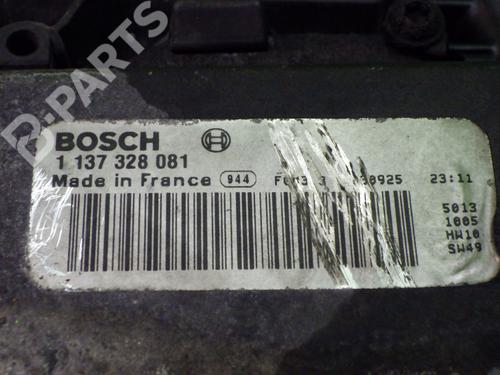 B-PARTS
BOSCH
1 137 328 081
Made in France 944 23:11
5013
1005
HW10
SW49